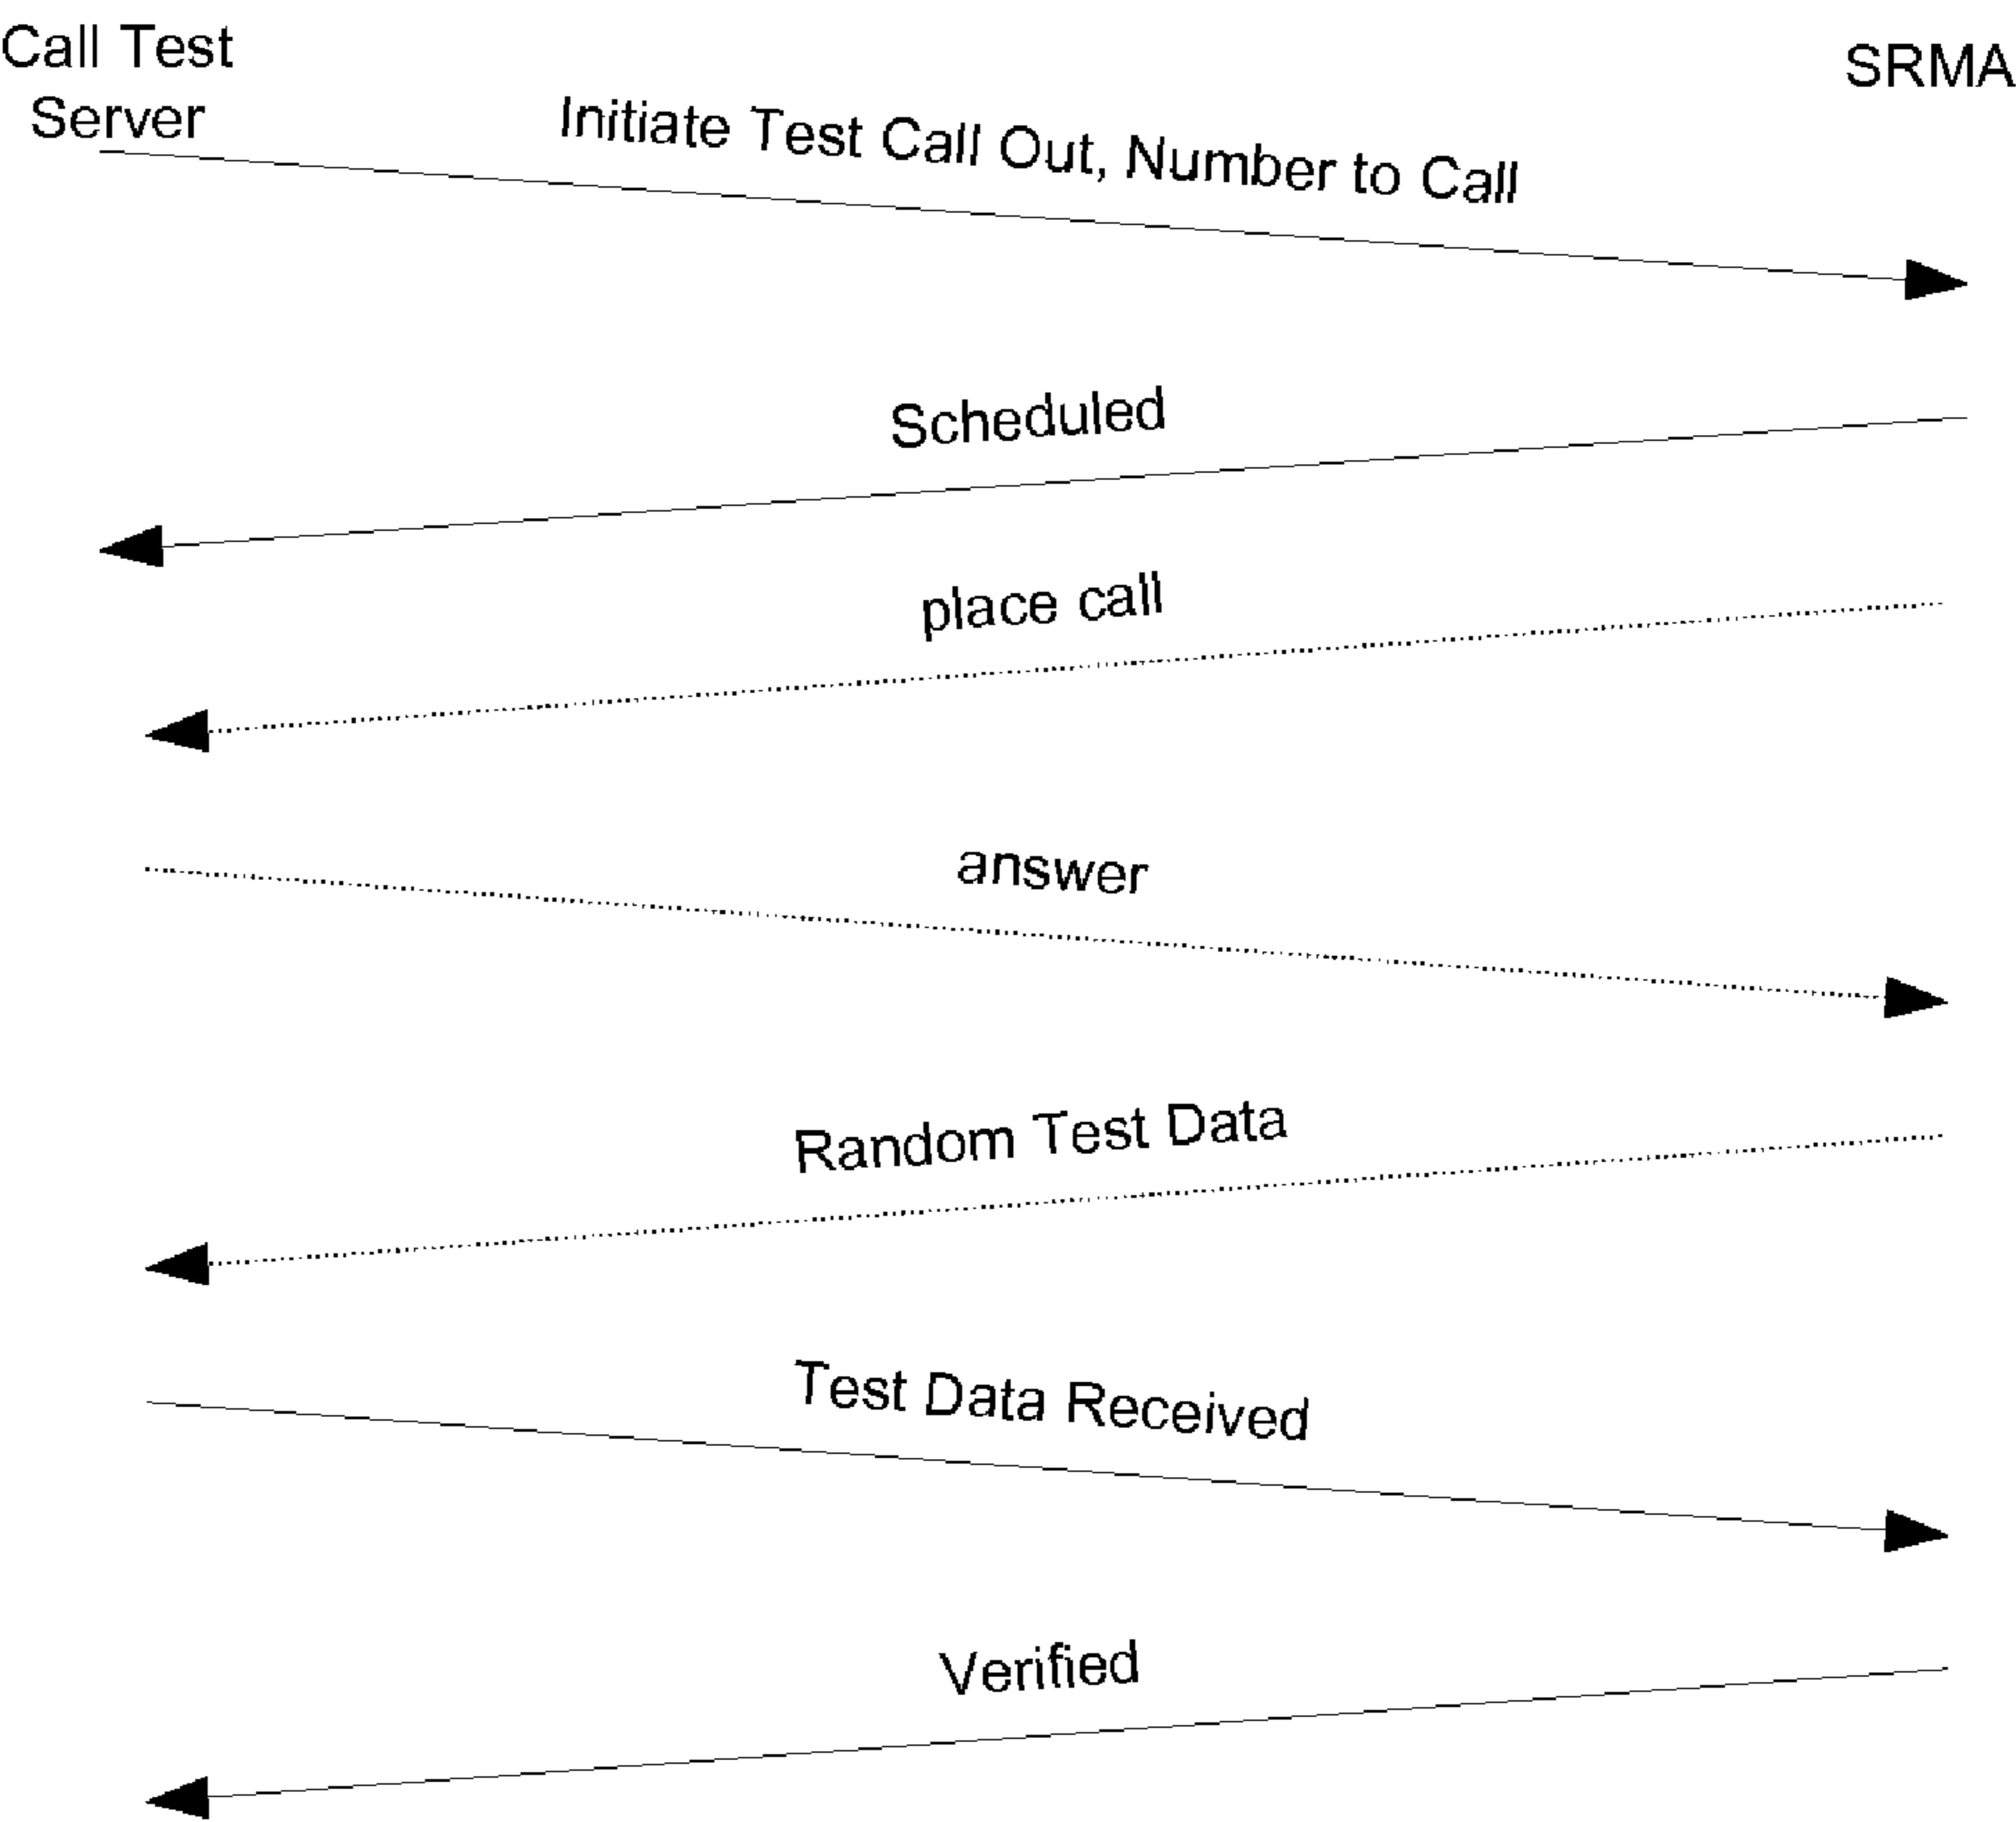 Call Test
Server
SRMA
Initiate Test Call Out, Number to Call
Scheduled
place call
answer
Random Test Data
Test Data Received
Verified